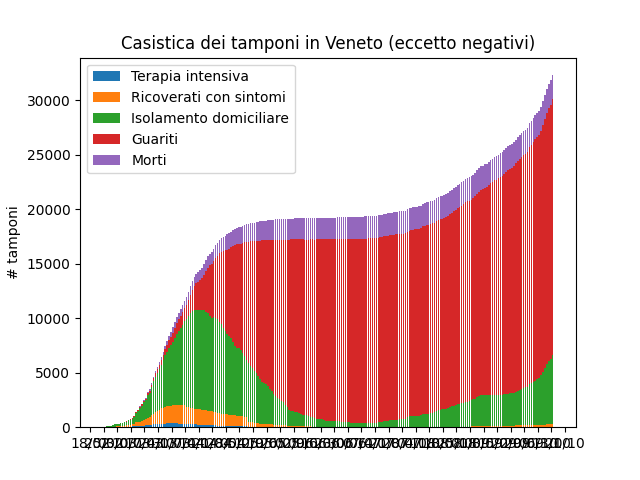 Casistica dei tamponi in Veneto (eccetto negativi)
Terapia intensiva
Ricoverati con sintomi
Isolamento domiciliare
Guariti
Morti
# tamponi
30000
25000
20000
15000
10000
5000
0